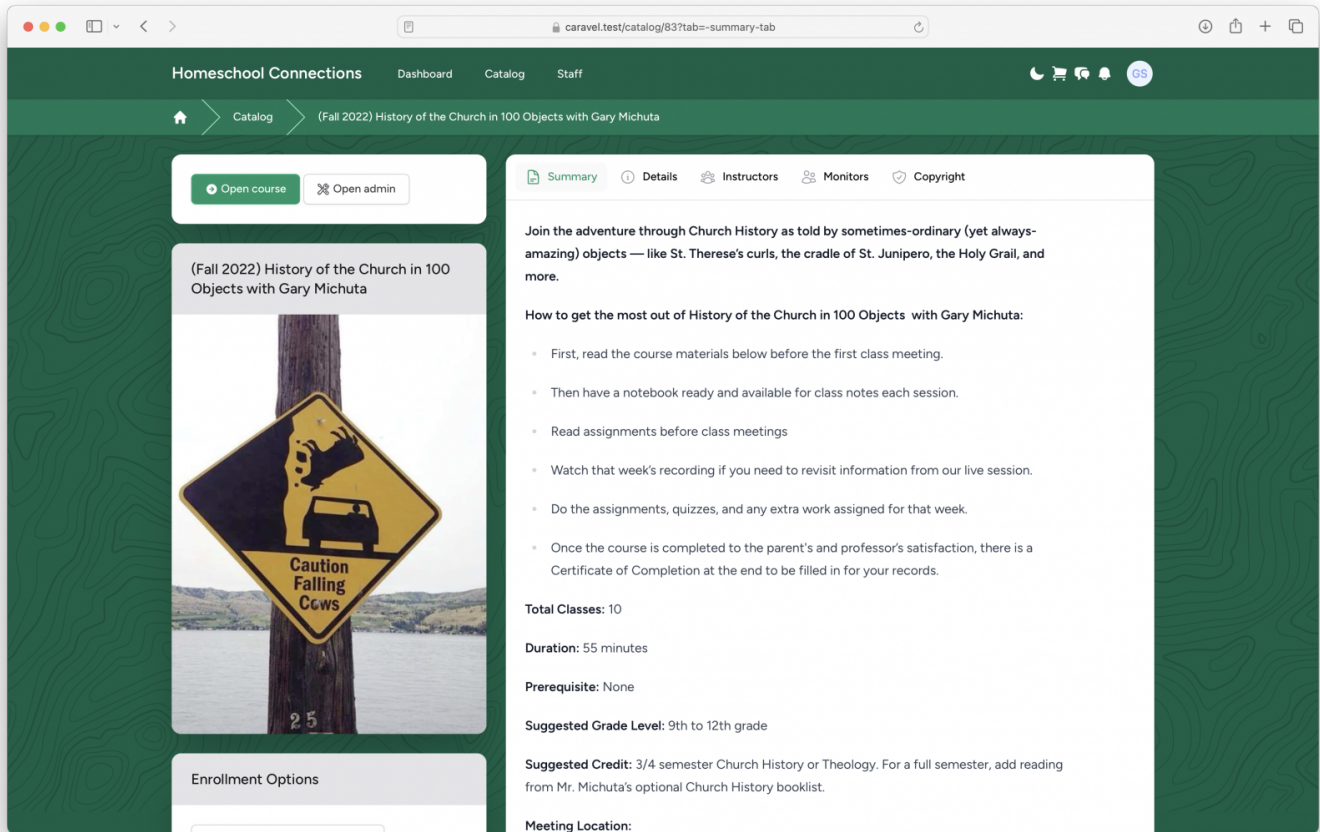 caravel.test/catalog/83?tab=-summary-tab
Homeschool Connections
Dashboard
Catalog
Staff
GS
Catalog
(Fall 2022) History of the Church in 100 Objects with Gary Michuta
Open course
Open admin
(Fall 2022) History of the Church in 100
Objects with Gary Michuta
Caution
Falling
Cows
25
Enrollment Options
Summary
Details
Instructors
Monitors
Copyright
Join the adventure through Church History as told by sometimes-ordinary (yet always-
amazing) objects — like St. Therese’s curls, the cradle of St. Junipero, the Holy Grail, and
more.
How to get the most out of History of the Church in 100 Objects  with Gary Michuta:
First, read the course materials below before the first class meeting.
Then have a notebook ready and available for class notes each session.
Read assignments before class meetings
Watch that week’s recording if you need to revisit information from our live session.
Do the assignments, quizzes, and any extra work assigned for that week.
Once the course is completed to the parent's and professor’s satisfaction, there is a
Certificate of Completion at the end to be filled in for your records.
Total Classes: 10
Duration: 55 minutes
Prerequisite: None
Suggested Grade Level: 9th to 12th grade
Suggested Credit: 3/4 semester Church History or Theology. For a full semester, add reading
from Mr. Michuta’s optional Church History booklist.
Meeting Location: